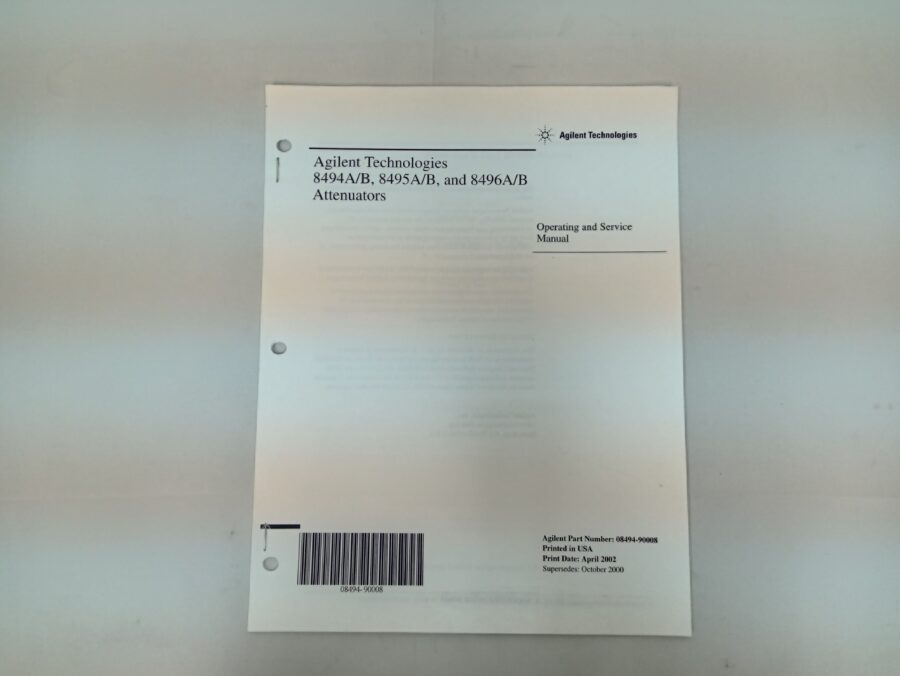 Agilent Technologies
Agilent Technologies
8494A/B, 8495A/B, and 8496A/B
Attenuators
Operating and Service
Manual
Agilent Part Number: 08494-90008
Printed in USA
Print Date: April 2002
Supersedes: October 2000
08494-90008